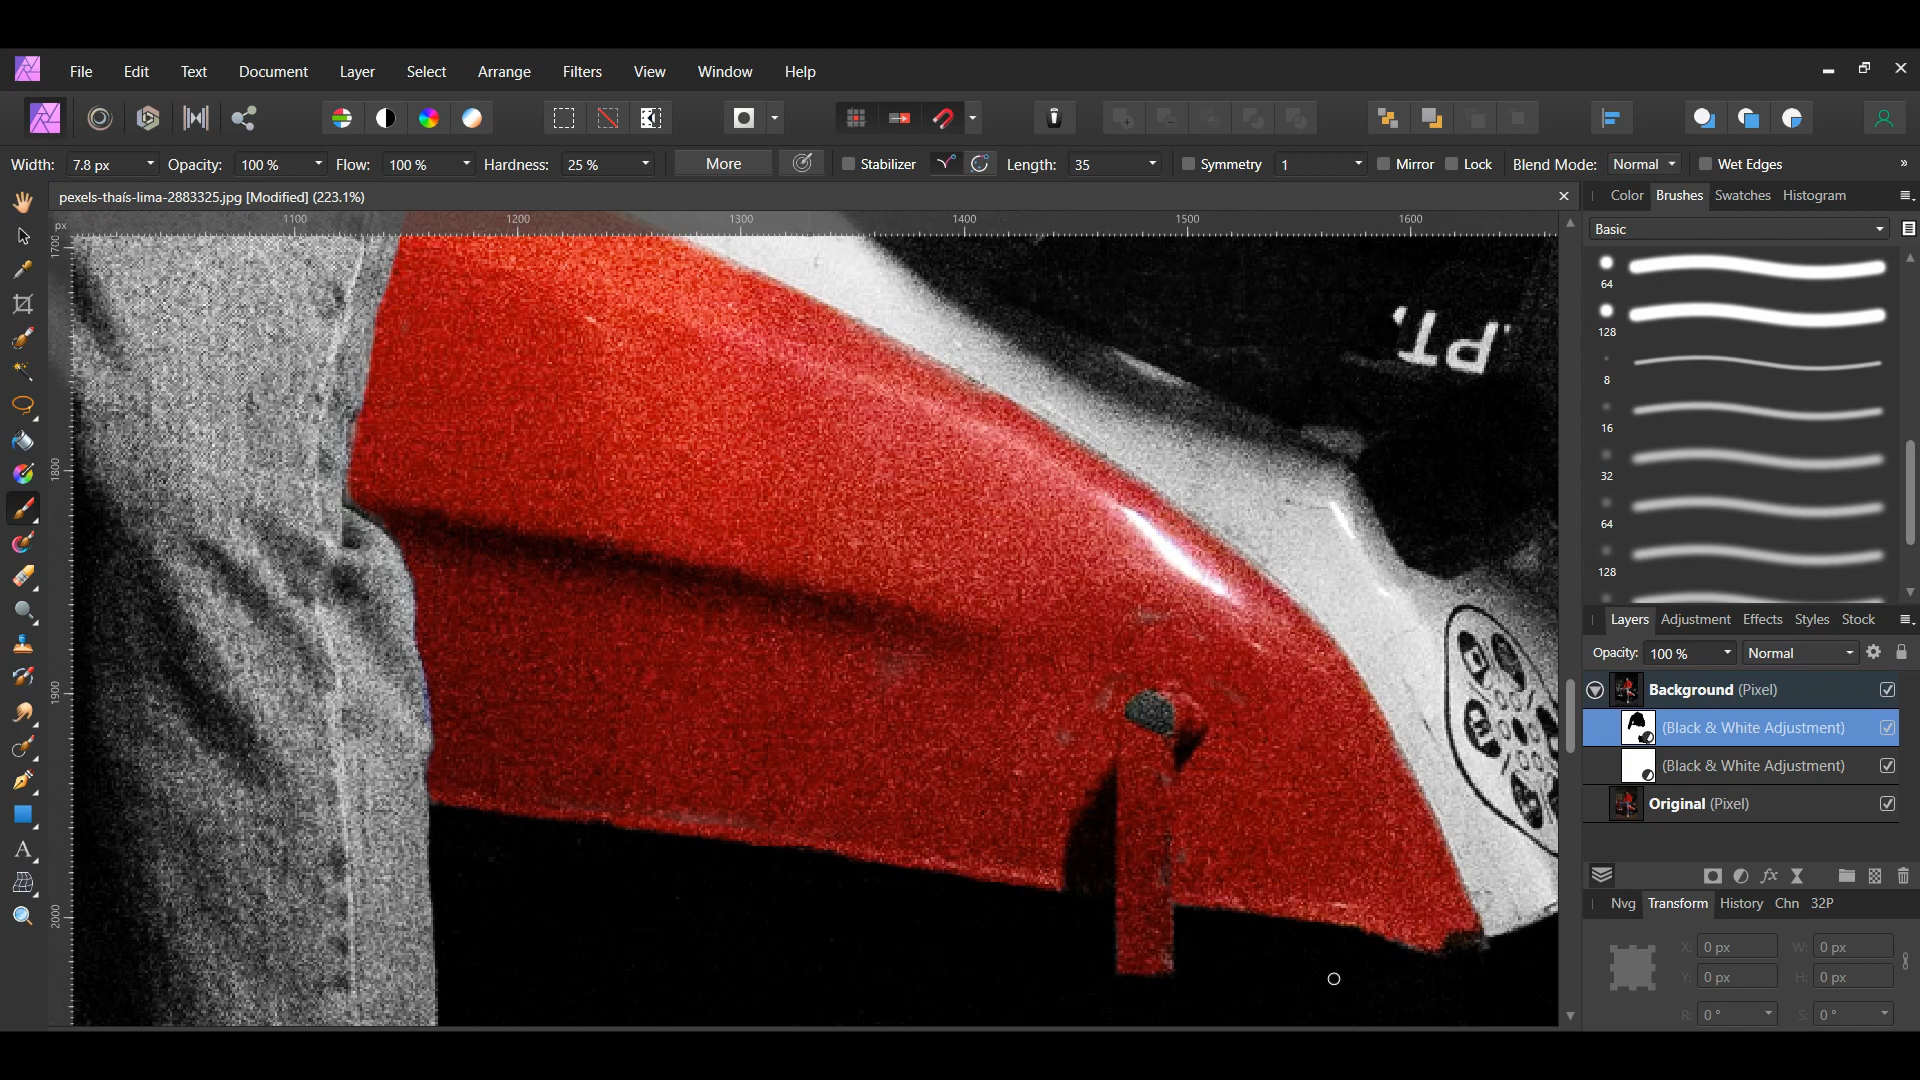 File Edit Text Document Layer Select Arrange Filters View Window Help
Width: 7.8 px Opacity: 100 % Flow: 100 % Hardness: 25 % More Stabilizer Length: 35 Symmetry 1 Mirror Lock Blend Mode: Normal Wet Edges »
pexels-thaís-lima-2883325.jpg [Modified] (223.1%)
Color Brushes Swatches Histogram
px 1100 1200 1300 1400 1500 1600
Basic
1700
64
128
8
.PT.
16
1800
32
64
128
Layers Adjustment Effects Styles Stock
Opacity: 100 % Normal
1900
Background (Pixel)
(Black & White Adjustment)
(Black & White Adjustment)
Original (Pixel)
fx
Nvg Transform History Chn 32P
2000
X: 0 px W: 0 px
Y: 0 px H: 0 px
R: 0 ° S: 0 °